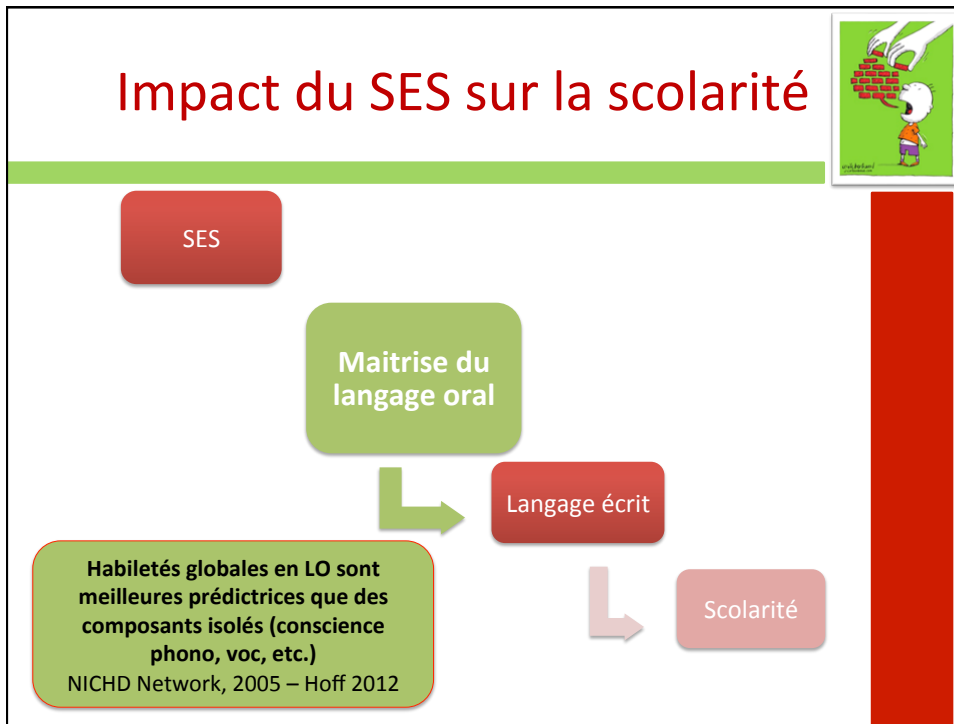 Impact du SES sur la scolarité
SES
Maitrise du
langage oral
Langage écrit
Habiletés globales en LO sont
meilleures prédictrices que des
composants isolés (conscience
phono, voc, etc.)
NICHD Network, 2005 – Hoff 2012
Scolarité